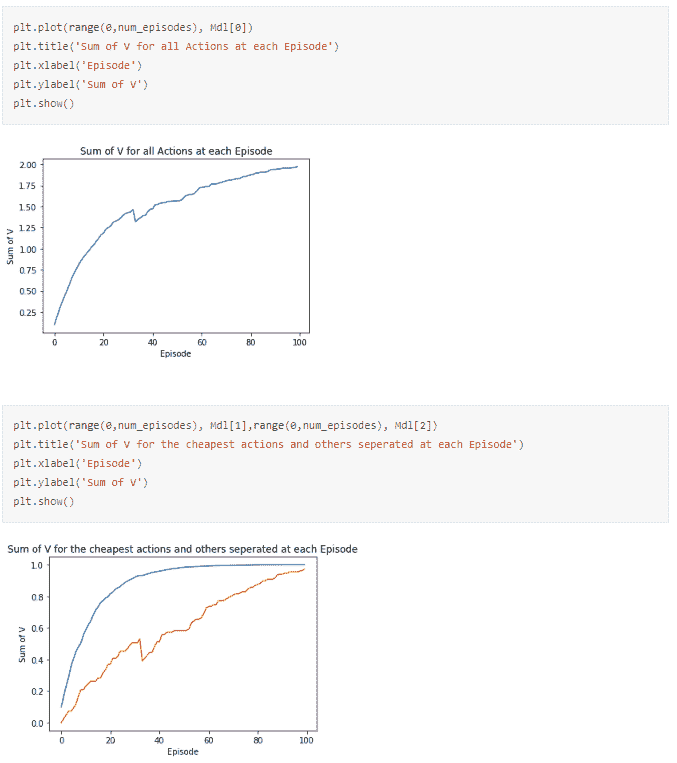 plt.plot(range(0,num_episodes), Mdl[0])
plt.title('Sum of V for all Actions at each Episode')
plt.xlabel('Episode')
plt.ylabel('Sum of V')
plt.show()
Sum of V for all Actions at each Episode
2.00
1.75
1.50
1.25
1.00
0.75
0.50
0.25
Sum of V
0 20 40 60 80 100
Episode
plt.plot(range(0,num_episodes), Mdl[1],range(0,num_episodes), Mdl[2])
plt.title('Sum of V for the cheapest actions and others seperated at each Episode')
plt.xlabel('Episode')
plt.ylabel('Sum of V')
plt.show()
Sum of V for the cheapest actions and others seperated at each Episode
1.0
0.8
0.6
0.4
0.2
0.0
Sum of V
0 20 40 60 80 100
Episode